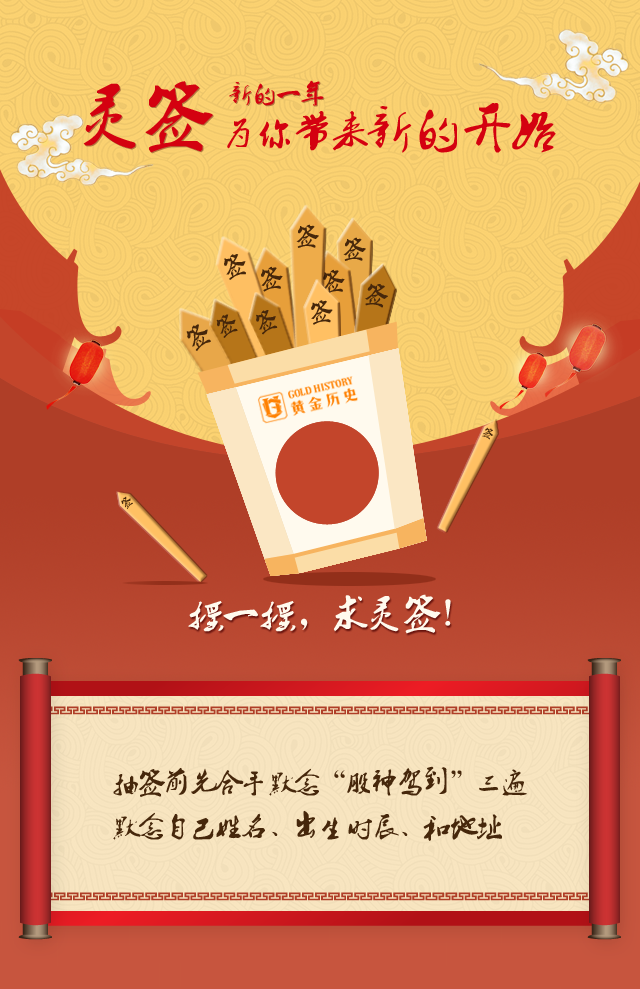 灵签
新的一年
为你带来新的开始
签
签
签
签
签
签
签
签
签
签
GOLD HISTORY
黄金历史
签
签
摇一摇，求灵签！
抽签前先合手默念“股神驾到”三遍
默念自己姓名、出生时辰、和地址